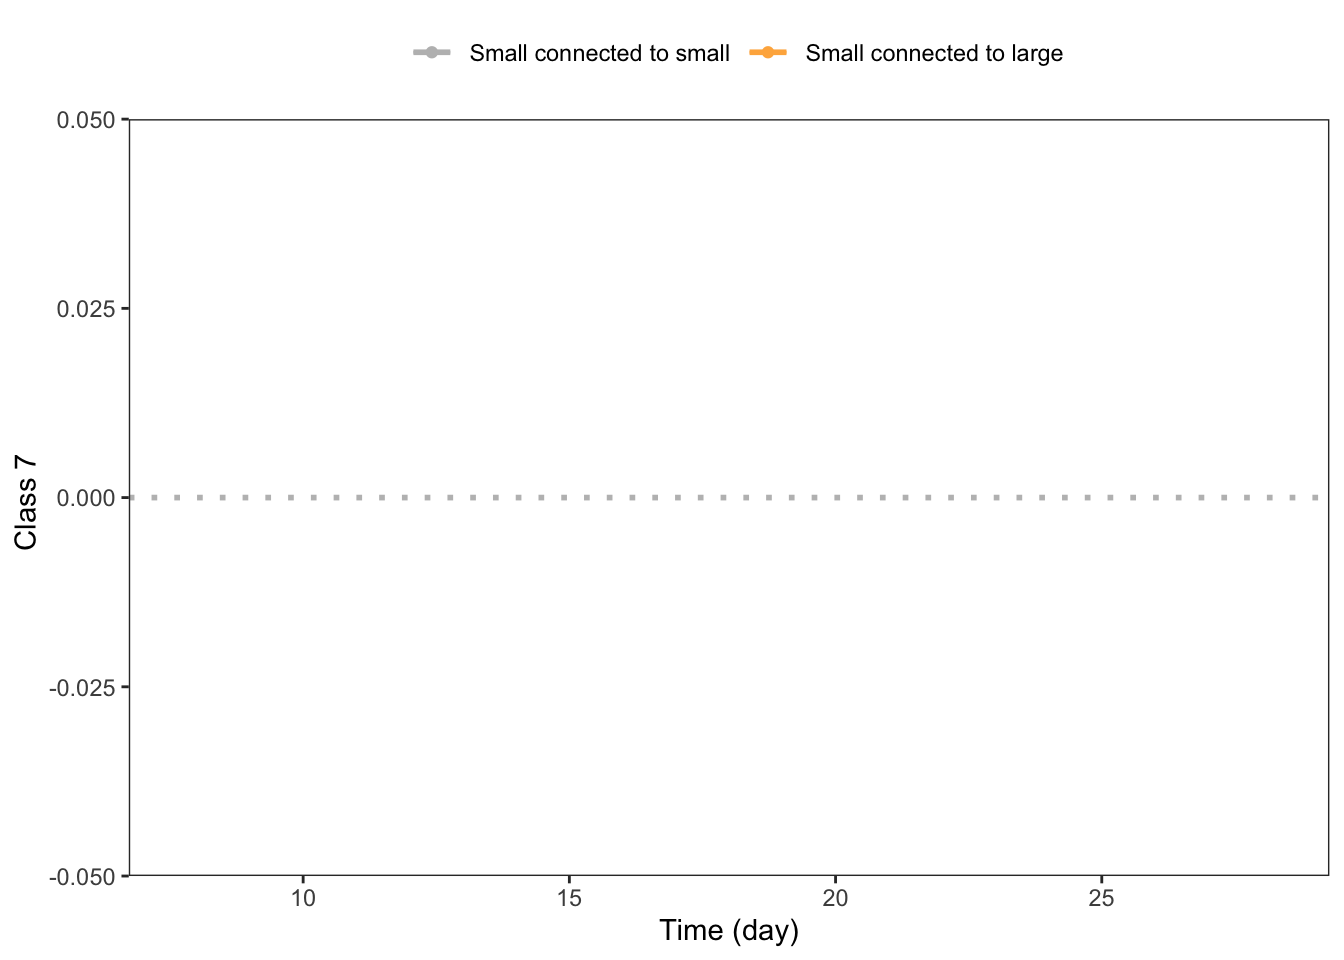 Small connected to small Small connected to large
0.050
0.025
0.000
-0.025
-0.050
Class 7
10 15 20 25
Time (day)